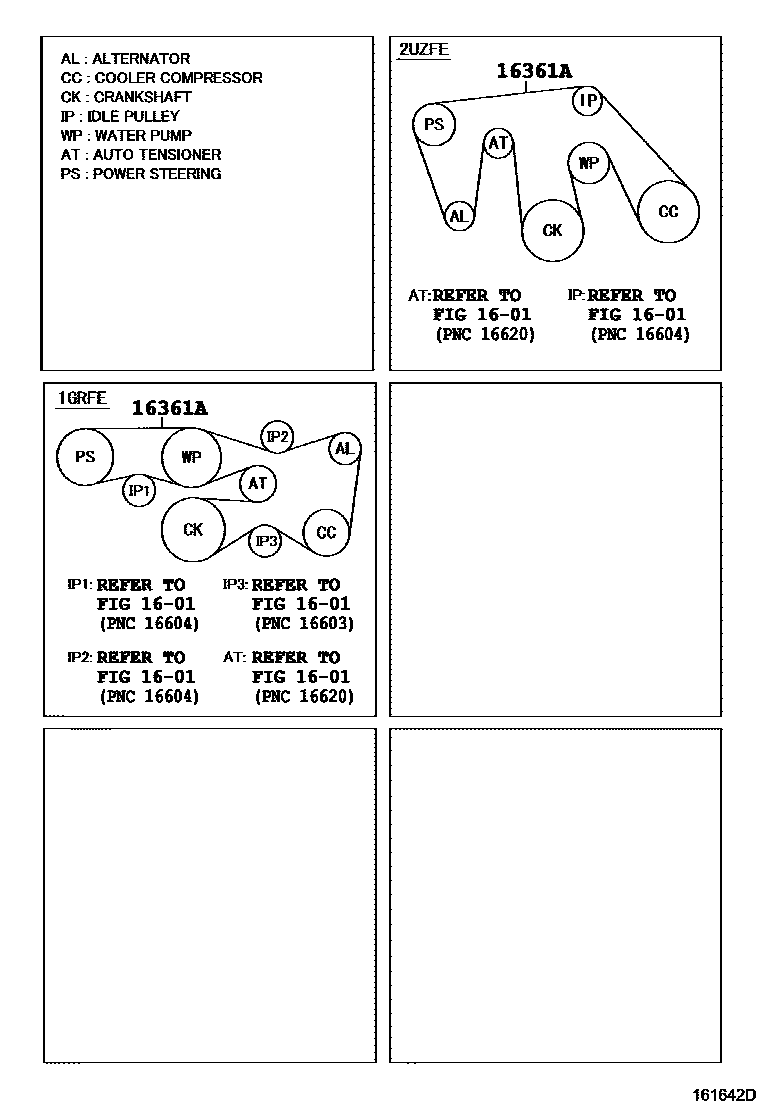 AL : ALTERNATOR
CC : COOLER COMPRESSOR
CK : CRANKSHAFT
IP : IDLE PULLEY
WP : WATER PUMP
AT : AUTO TENSIONER
PS : POWER STEERING
2UZFE
16361A
IP
PS
AT
WP
AL
CC
CK
AT:REFER TO
FIG 16-01
(PNC 16620)
IP:REFER TO
FIG 16-01
(PNC 16604)
1GRFE
16361A
IP2
AL
PS
WP
AT
IP1
CK
IP3
CC
IP1:REFER TO
FIG 16-01
(PNC 16604)
IP3:REFER TO
FIG 16-01
(PNC 16603)
IP2:REFER TO
FIG 16-01
(PNC 16604)
AT: REFER TO
FIG 16-01
(PNC 16620)
161642D